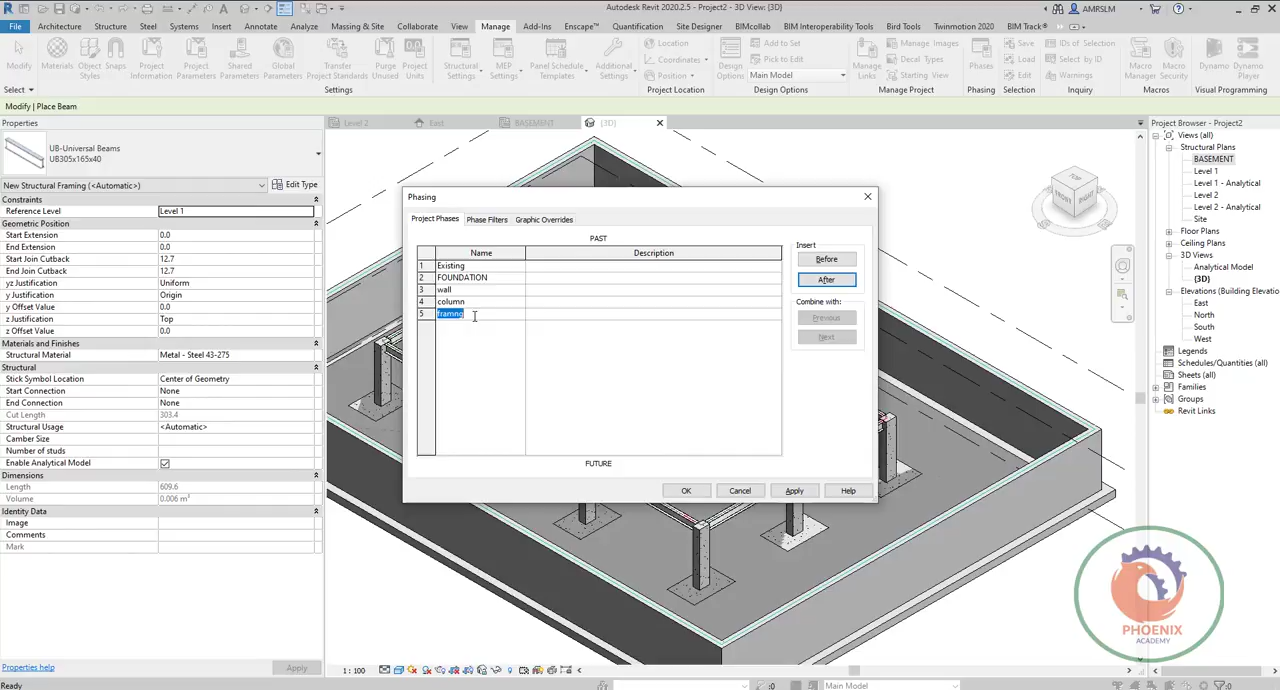 Autodesk Revit 2020.2.5 - Project2 - 3D View: {3D}
AMRSLM
File Architecture Structure Steel Systems Insert Annotate Analyze Massing & Site Collaborate View Manage Add-Ins Enscape™ Quantification Site Designer BIMcollab BIM Interoperability Tools Bird Tools Twinmotion 2020 BIM Track® Modify
Modify
Materials
Object Styles
Snaps
Project Information
Project Parameters
Shared Parameters
Global Parameters
Transfer Project Standards
Purge Unused
Project Units
Structural Settings
MEP Settings
Panel Schedule Templates
Additional Settings
Location
Coordinates
Position
Design Options
Add to Set
Pick to Edit
Main Model
Manage Links
Manage Images
Decal Types
Starting View
Phases
Save
Load
Edit
IDs of Selection
Select by ID
Warnings
Macro Manager
Macro Security
Dynamo
Dynamo Player
Select Settings Project Location Design Options Manage Project Phasing Selection Inquiry Macros Visual Programming
Modify | Place Beam
Properties
UB-Universal Beams
UB305x165x40
New Structural Framing (<Automatic>) Edit Type
Constraints
Reference Level Level 1
Geometric Position
Start Extension 0.0
End Extension 0.0
Start Join Cutback 12.7
End Join Cutback 12.7
yz Justification Uniform
y Justification Origin
y Offset Value 0.0
z Justification Top
z Offset Value 0.0
Materials and Finishes
Structural Material Metal - Steel 43-275
Structural
Stick Symbol Location Center of Geometry
Start Connection None
End Connection None
Cut Length 303.4
Structural Usage <Automatic>
Camber Size
Number of studs
Enable Analytical Model
Dimensions
Length 609.6
Volume 0.006 m³
Identity Data
Image
Comments
Mark
Properties help Apply
Ready
Level 2 East BASEMENT {3D}
TOP
FRONT RIGHT
Phasing
Project Phases Phase Filters Graphic Overrides
PAST
Name Description
1 Existing
2 FOUNDATION
3 wall
4 column
5 framng
FUTURE
Insert
Before
After
Combine with:
Previous
Next
OK Cancel Apply Help
1 : 100
:0 Main Model
Project Browser - Project2
Views (all)
Structural Plans
BASEMENT
Level 1
Level 1 - Analytical
Level 2
Level 2 - Analytical
Site
Floor Plans
Ceiling Plans
3D Views
Analytical Model
{3D}
Elevations (Building Elevatio
East
North
South
West
Legends
Schedules/Quantities (all)
Sheets (all)
Families
Groups
Revit Links
PHOENIX
ACADEMY
:0